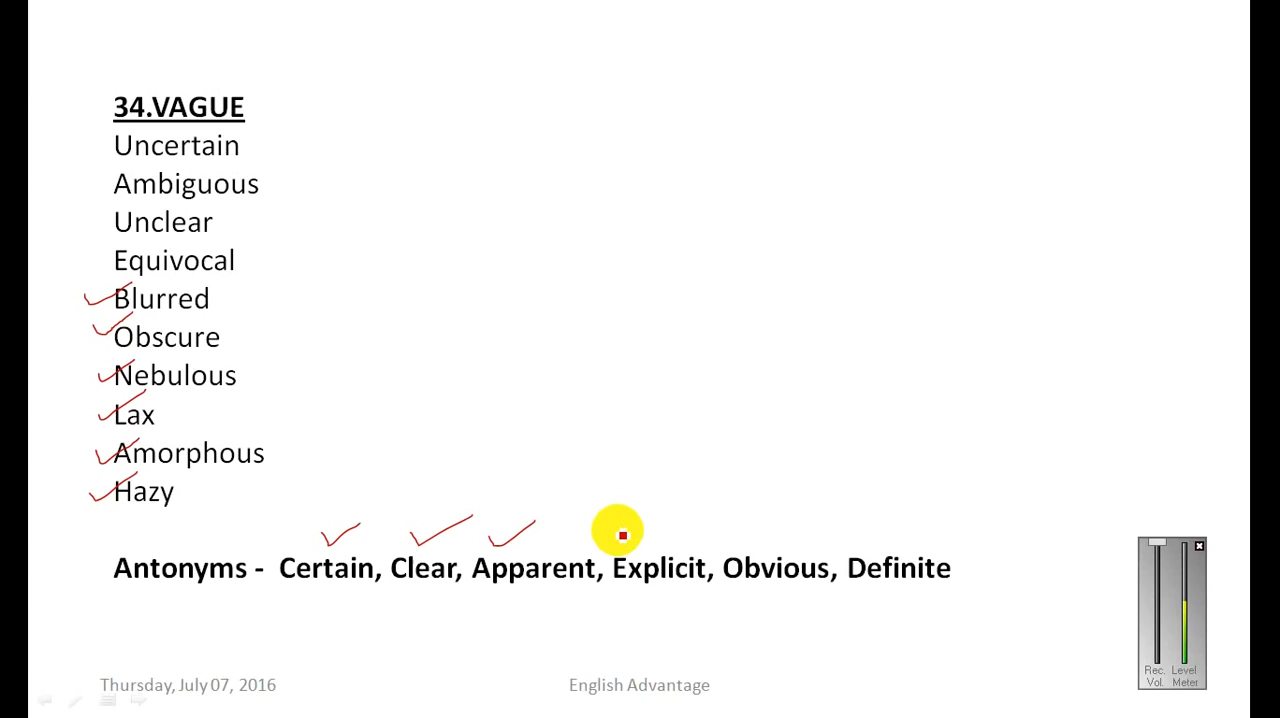 34.VAGUE
Uncertain
Ambiguous
Unclear
Equivocal
Blurred
Obscure
Nebulous
Lax
Amorphous
Hazy
Antonyms - Certain, Clear, Apparent, Explicit, Obvious, Definite
Rec. Level
Vol. Meter
Thursday, July 07, 2016 English Advantage